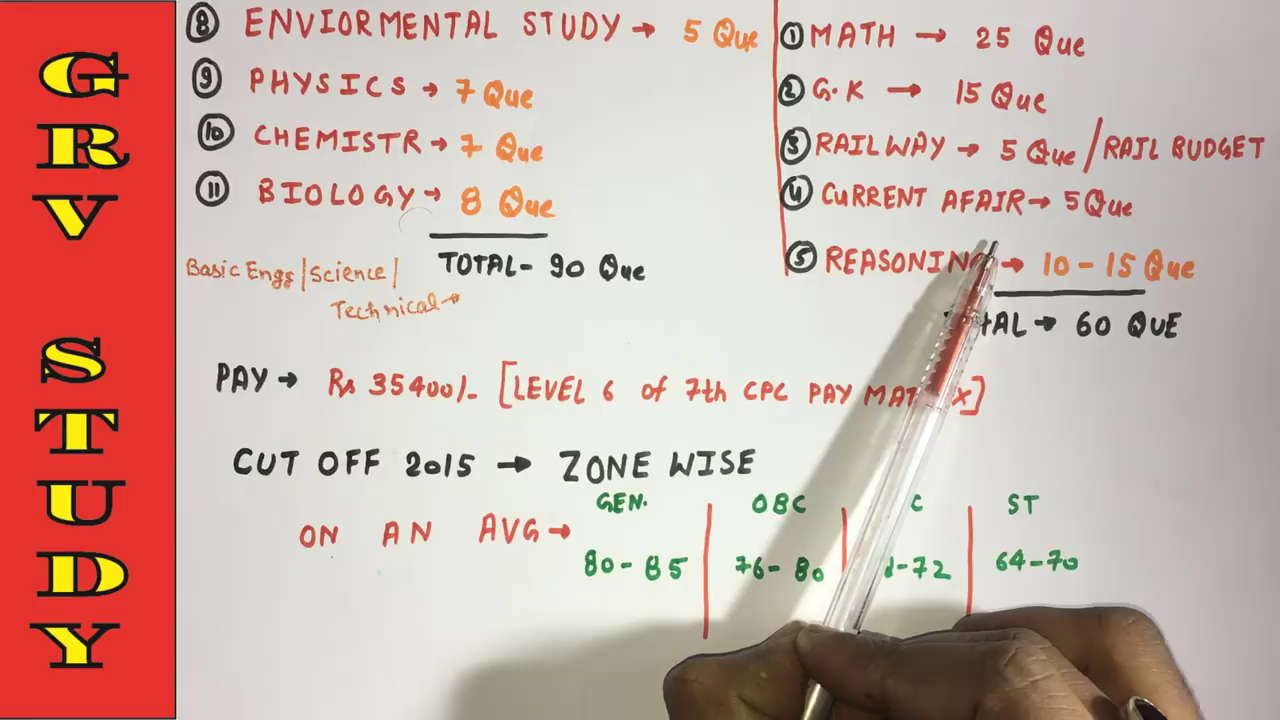 GRV STUDY
⑧ ENVIORMENTAL STUDY → 5 Que
⑨ PHYSICS → 7 Que
⑩ CHEMISTR → 7 Que
⑪ BIOLOGY → 8 Que
TOTAL - 90 Que
Basic Engg/Science/
Technical →
① MATH → 25 Que
② G.K → 15 Que
③ RAILWAY → 5 Que / RAIL BUDGET
④ CURRENT AFAIR → 5 Que
⑤ REASONING → 10 - 15 Que
→ 60 QUE
PAY → Rs 35400/- [LEVEL 6 of 7th CPC PAY ]
CUT OFF 2015 → ZONE WISE
GEN. OBC ST
ON AN AVG → 80 - 85 76 - 80 -72 64 - 70